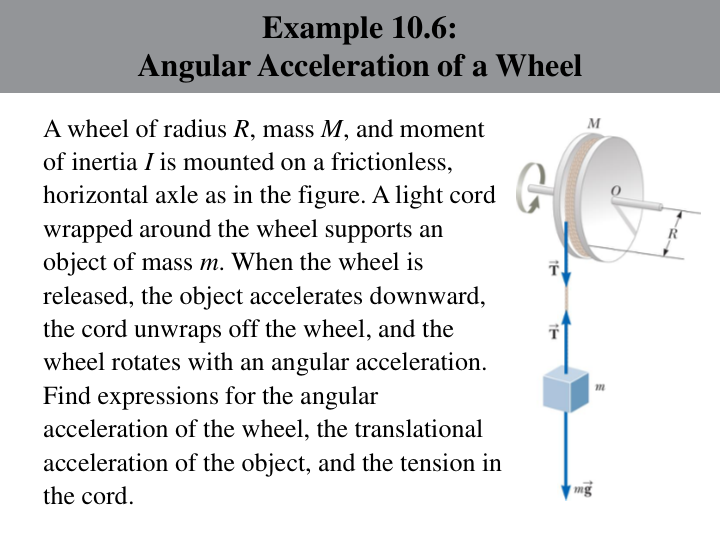 Example 10.6:
Angular Acceleration of a Wheel
A wheel of radius R, mass M, and moment
of inertia I is mounted on a frictionless,
horizontal axle as in the figure. A light cord
wrapped around the wheel supports an
object of mass m. When the wheel is
released, the object accelerates downward,
the cord unwraps off the wheel, and the
wheel rotates with an angular acceleration.
Find expressions for the angular
acceleration of the wheel, the translational
acceleration of the object, and the tension in
the cord.
M
O
R
T⃗
T⃗
m
mg⃗